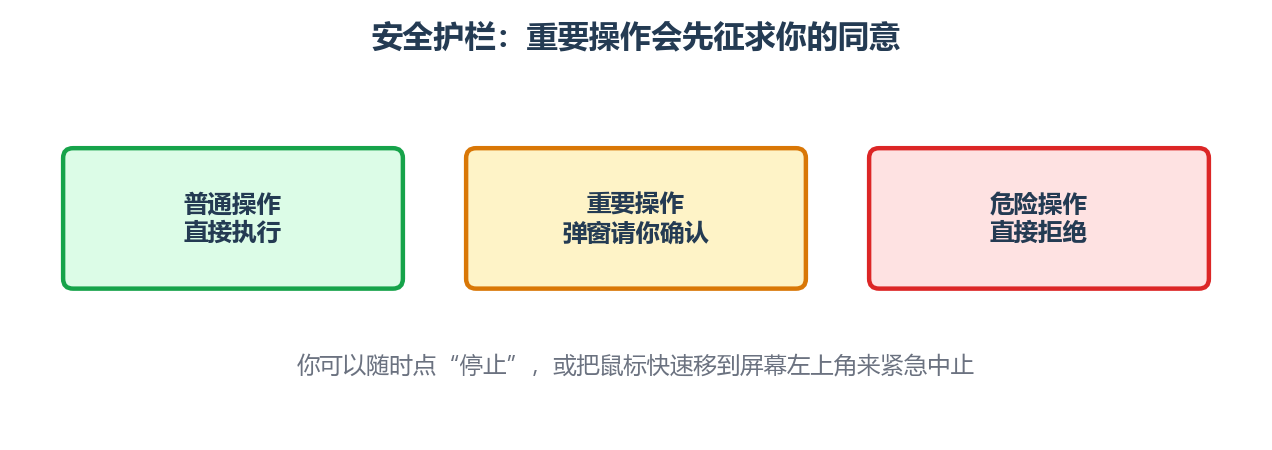 安全护栏：重要操作会先征求你的同意
普通操作
直接执行
重要操作
弹窗请你确认
危险操作
直接拒绝
你可以随时点“停止”，或把鼠标快速移到屏幕左上角来紧急中止